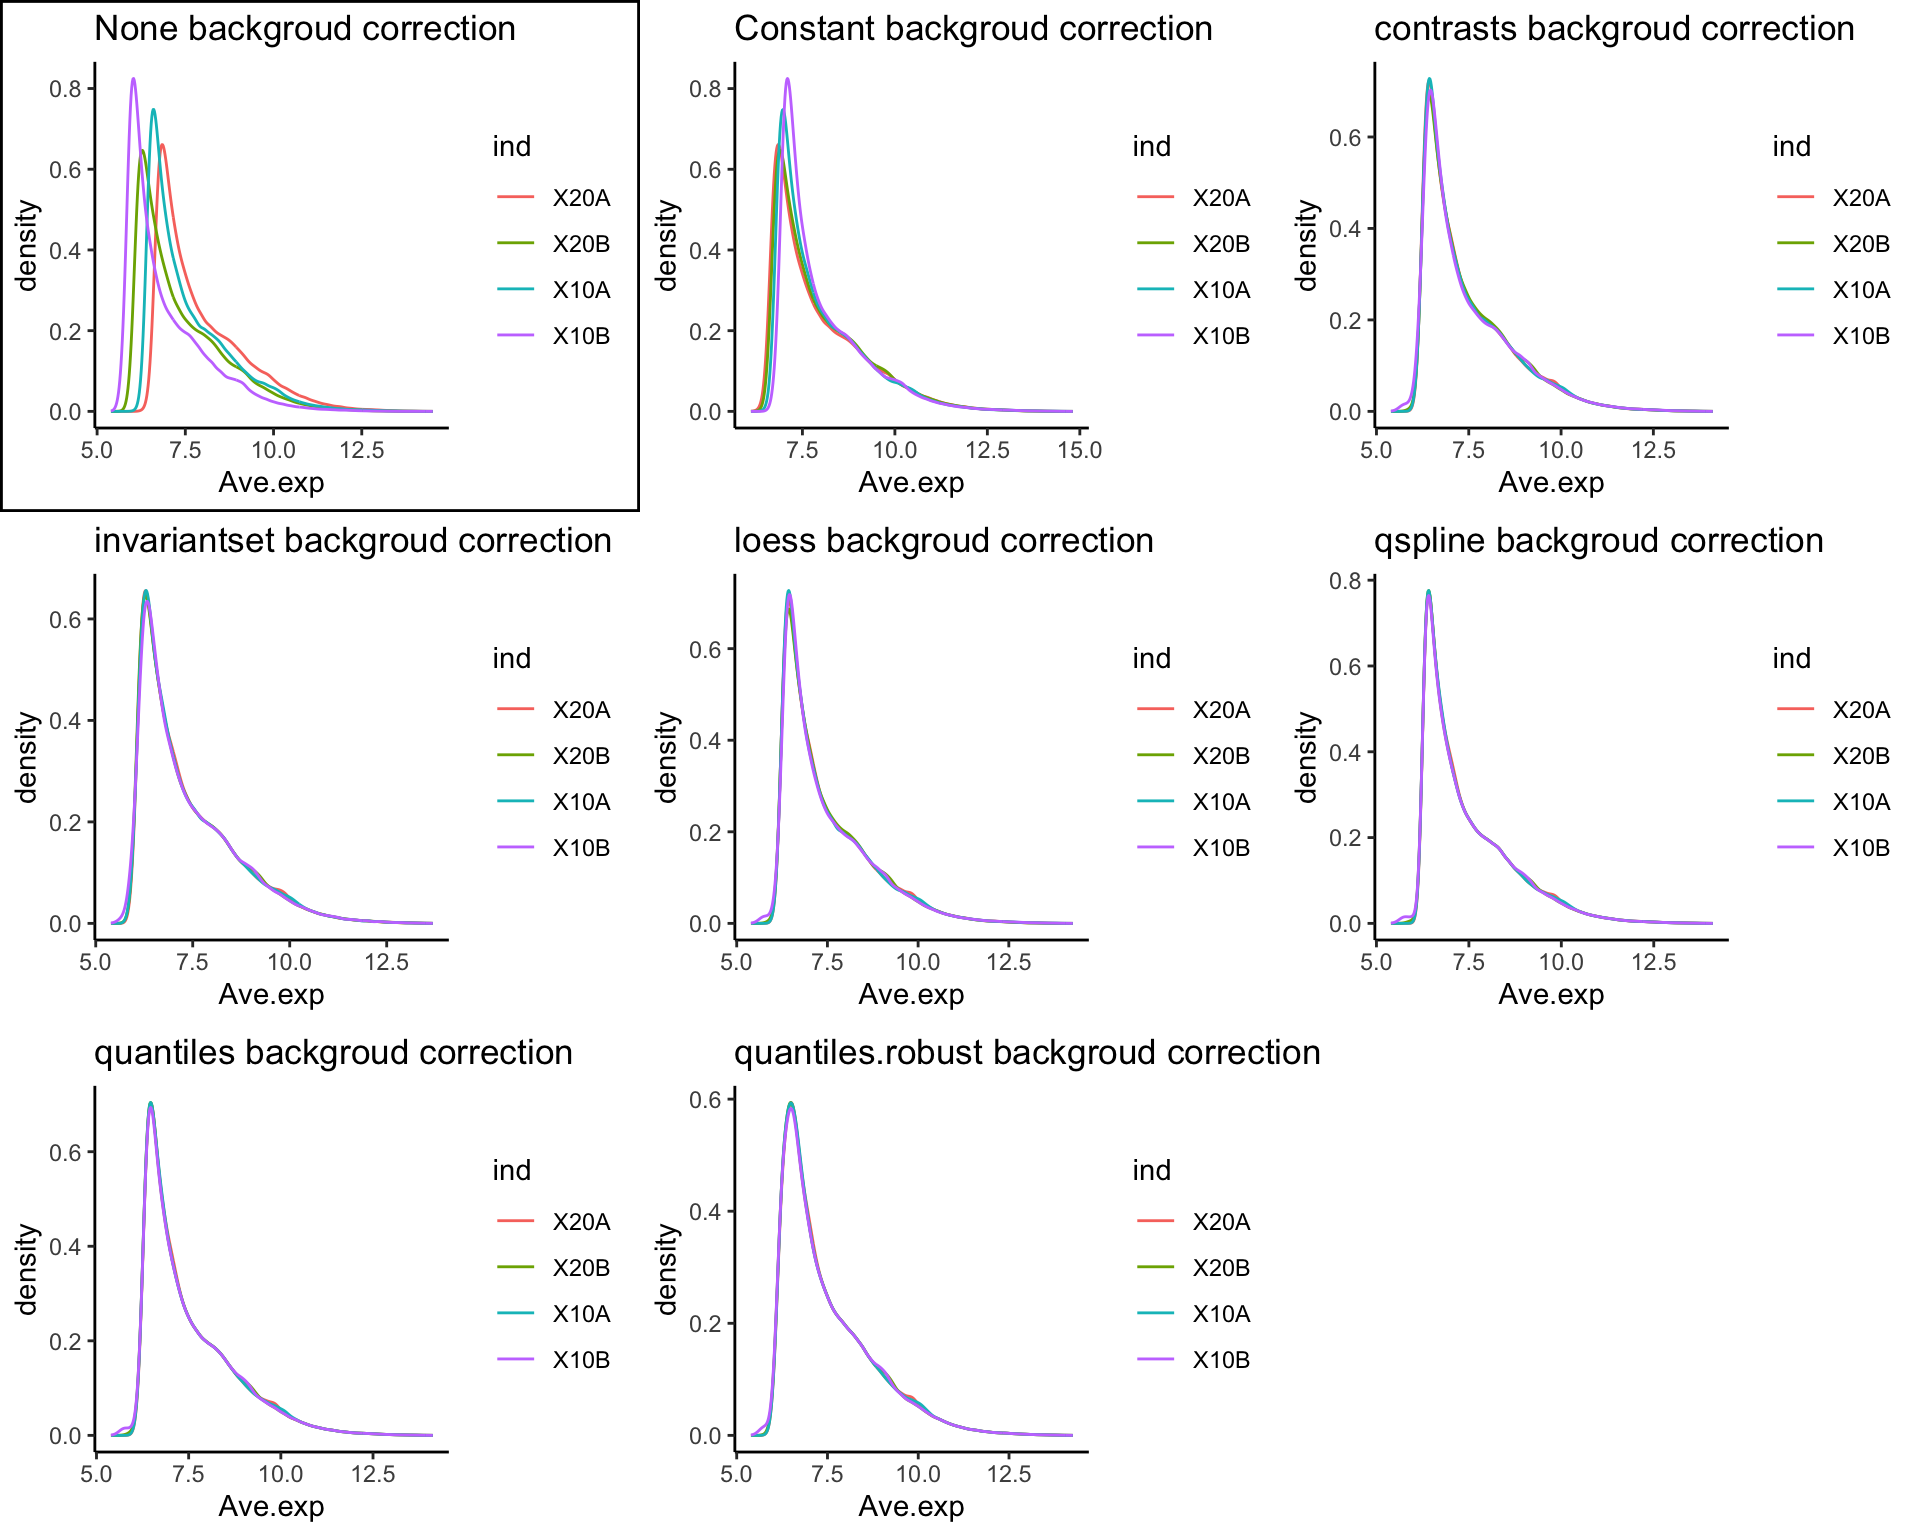 None backgroud correction
0.8
0.6
0.4
0.2
0.0
density
5.0 7.5 10.0 12.5
Ave.exp
ind
X20A
X20B
X10A
X10B
Constant backgroud correction
0.8
0.6
0.4
0.2
0.0
density
7.5 10.0 12.5 15.0
Ave.exp
ind
X20A
X20B
X10A
X10B
contrasts backgroud correction
0.6
0.4
0.2
0.0
density
5.0 7.5 10.0 12.5
Ave.exp
ind
X20A
X20B
X10A
X10B
invariantset backgroud correction
0.6
0.4
0.2
0.0
density
5.0 7.5 10.0 12.5
Ave.exp
ind
X20A
X20B
X10A
X10B
loess backgroud correction
0.6
0.4
0.2
0.0
density
5.0 7.5 10.0 12.5
Ave.exp
ind
X20A
X20B
X10A
X10B
qspline backgroud correction
0.8
0.6
0.4
0.2
0.0
density
5.0 7.5 10.0 12.5
Ave.exp
ind
X20A
X20B
X10A
X10B
quantiles backgroud correction
0.6
0.4
0.2
0.0
density
5.0 7.5 10.0 12.5
Ave.exp
ind
X20A
X20B
X10A
X10B
quantiles.robust backgroud correction
0.6
0.4
0.2
0.0
density
5.0 7.5 10.0 12.5
Ave.exp
ind
X20A
X20B
X10A
X10B